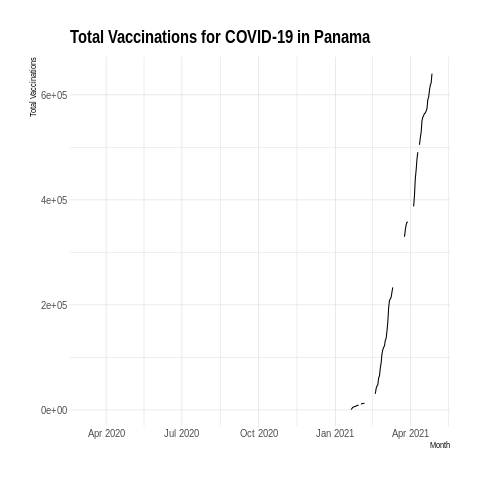 Total Vaccinations for COVID-19 in Panama
Total Vaccinations
6e+05
4e+05
2e+05
0e+00
Apr 2020
Jul 2020
Oct 2020
Jan 2021
Apr 2021
Month